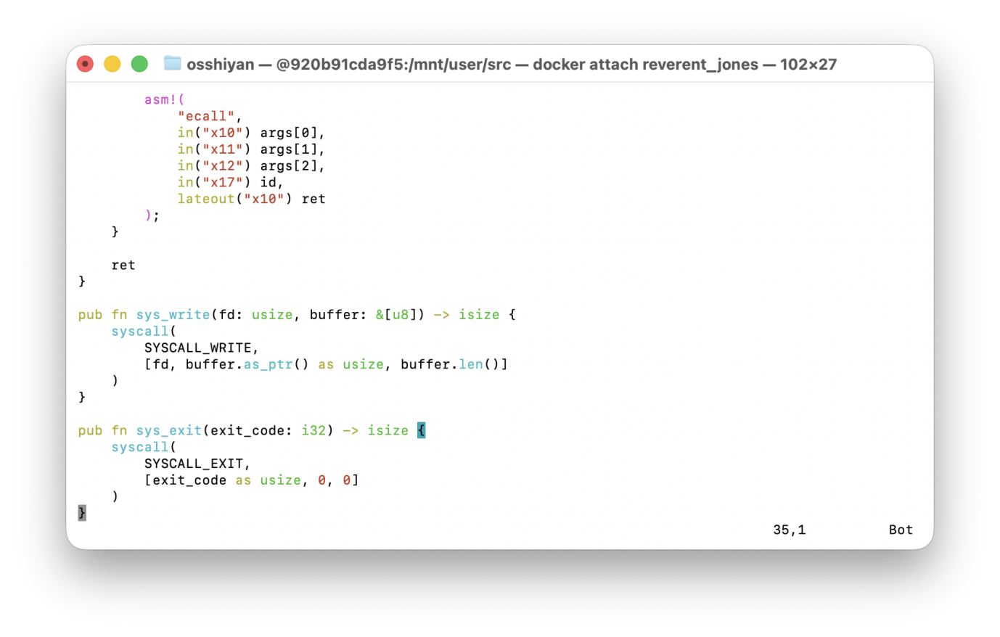 osshiyan — @920b91cda9f5:/mnt/user/src — docker attach reverent_jones — 102×27
asm!(
"ecall",
in("x10") args[0],
in("x11") args[1],
in("x12") args[2],
in("x17") id,
lateout("x10") ret
);
}
ret
}
pub fn sys_write(fd: usize, buffer: &[u8]) -> isize {
syscall(
SYSCALL_WRITE,
[fd, buffer.as_ptr() as usize, buffer.len()]
)
}
pub fn sys_exit(exit_code: i32) -> isize {
syscall(
SYSCALL_EXIT,
[exit_code as usize, 0, 0]
)
}
35,1 Bot